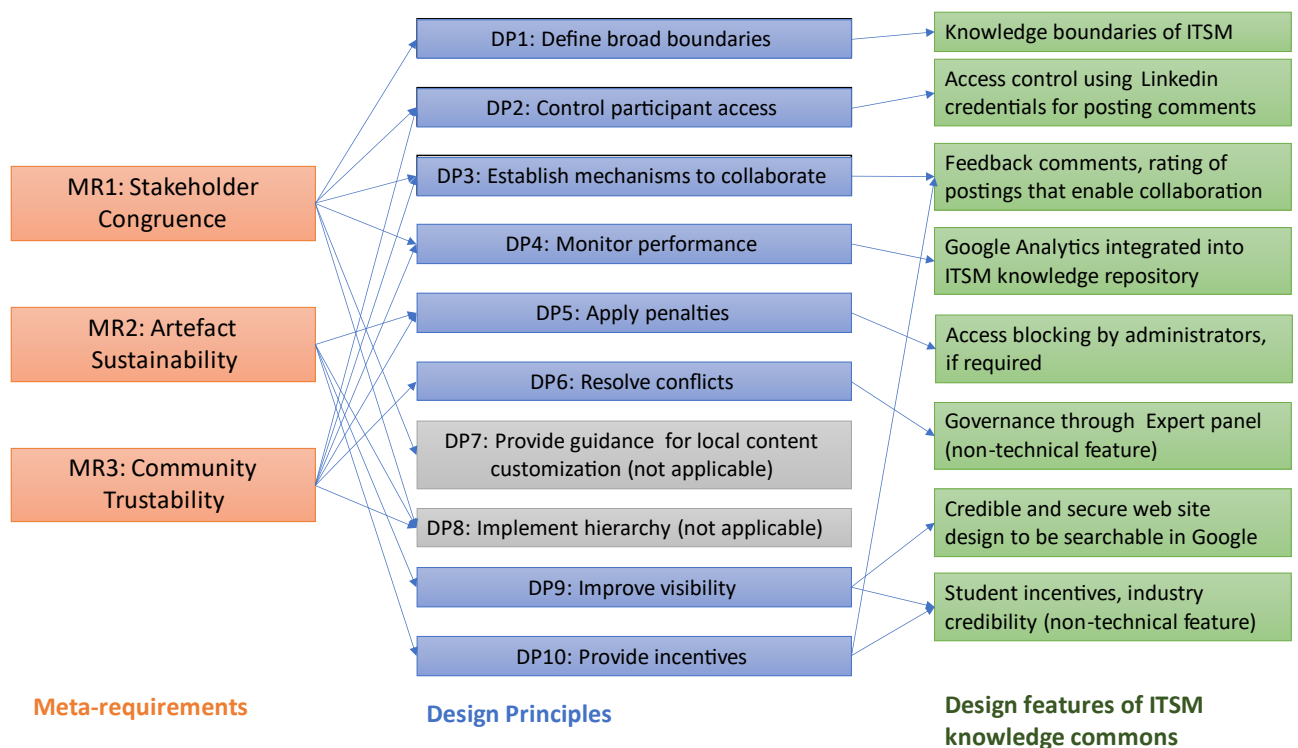 MR1: Stakeholder
Congruence
MR2: Artefact
Sustainability
MR3: Community
Trustability
Meta-requirements
DP1: Define broad boundaries
DP2: Control participant access
DP3: Establish mechanisms to collaborate
DP4: Monitor performance
DP5: Apply penalties
DP6: Resolve conflicts
DP7: Provide guidance for local content
customization (not applicable)
DP8: Implement hierarchy (not applicable)
DP9: Improve visibility
DP10: Provide incentives
Design Principles
Knowledge boundaries of ITSM
Access control using Linkedin
credentials for posting comments
Feedback comments, rating of
postings that enable collaboration
Google Analytics integrated into
ITSM knowledge repository
Access blocking by administrators,
if required
Governance through Expert panel
(non-technical feature)
Credible and secure web site
design to be searchable in Google
Student incentives, industry
credibility (non-technical feature)
Design features of ITSM
knowledge commons